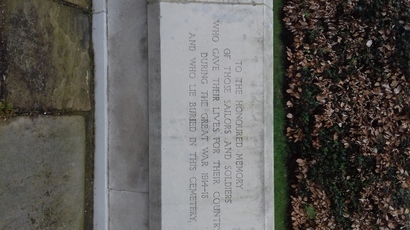 TO THE HONOURED MEMORY
OF THOSE SAILORS AND SOLDIERS
WHO GAVE THEIR LIVES FOR THEIR COUNTRY
DURING THE GREAT WAR 1914-18
AND WHO LIE BURIED IN THIS CEMETERY.